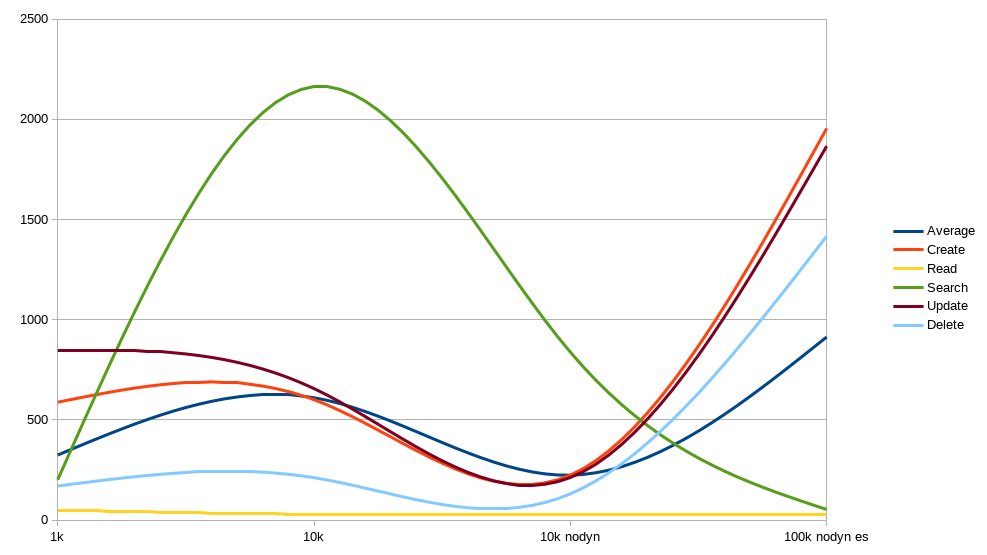 2500
2000
1500
1000
500
0
1k
10k
10k nodyn
100k nodyn es
Average
Create
Read
Search
Update
Delete